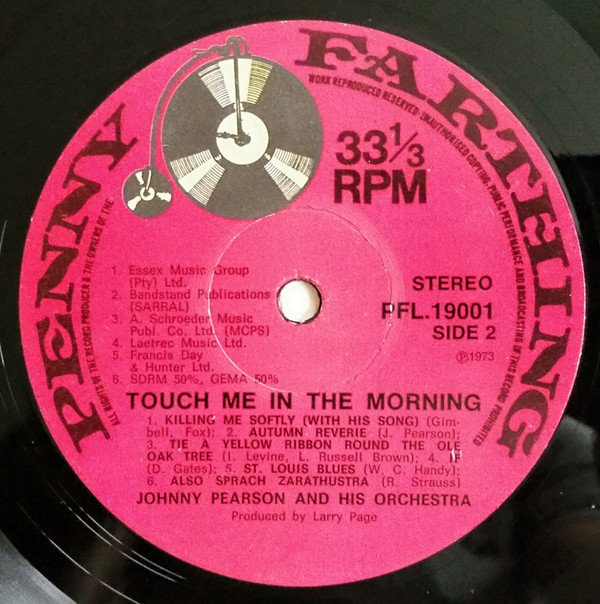 PENNY FARTHING
WORK REPRODUCED RESERVED · UNAUTHORISED COPYING, PUBLIC PERFORMANCE AND BROADCASTING OF THIS RECORD PROHIBITED
ALL RIGHTS OF THE RECORD PRODUCER & THE OWNERS OF THE
33 1/3
RPM
1. Essex Music Group
(Pty) Ltd.
2. Bandstand Publications
(SARRAL)
3. A. Schroeder Music
Publ. Co. Ltd. (MCPS)
4. Laetrec Music Ltd.
5. Francis Day
& Hunter Ltd.
6. SDRM 50%, GEMA 50%
STEREO
PFL.19001
SIDE 2
℗1973
TOUCH ME IN THE MORNING
1. KILLING ME SOFTLY (WITH HIS SONG) (Gim-
bell, Fox); 2. AUTUMN REVERIE (J. Pearson);
3. TIE A YELLOW RIBBON ROUND THE OLE
OAK TREE (I. Levine, L. Russell Brown); 4. IF
(D. Gates); 5. ST. LOUIS BLUES (W. C. Handy);
6. ALSO SPRACH ZARATHUSTRA (R. Strauss)
JOHNNY PEARSON AND HIS ORCHESTRA
Produced by Larry Page